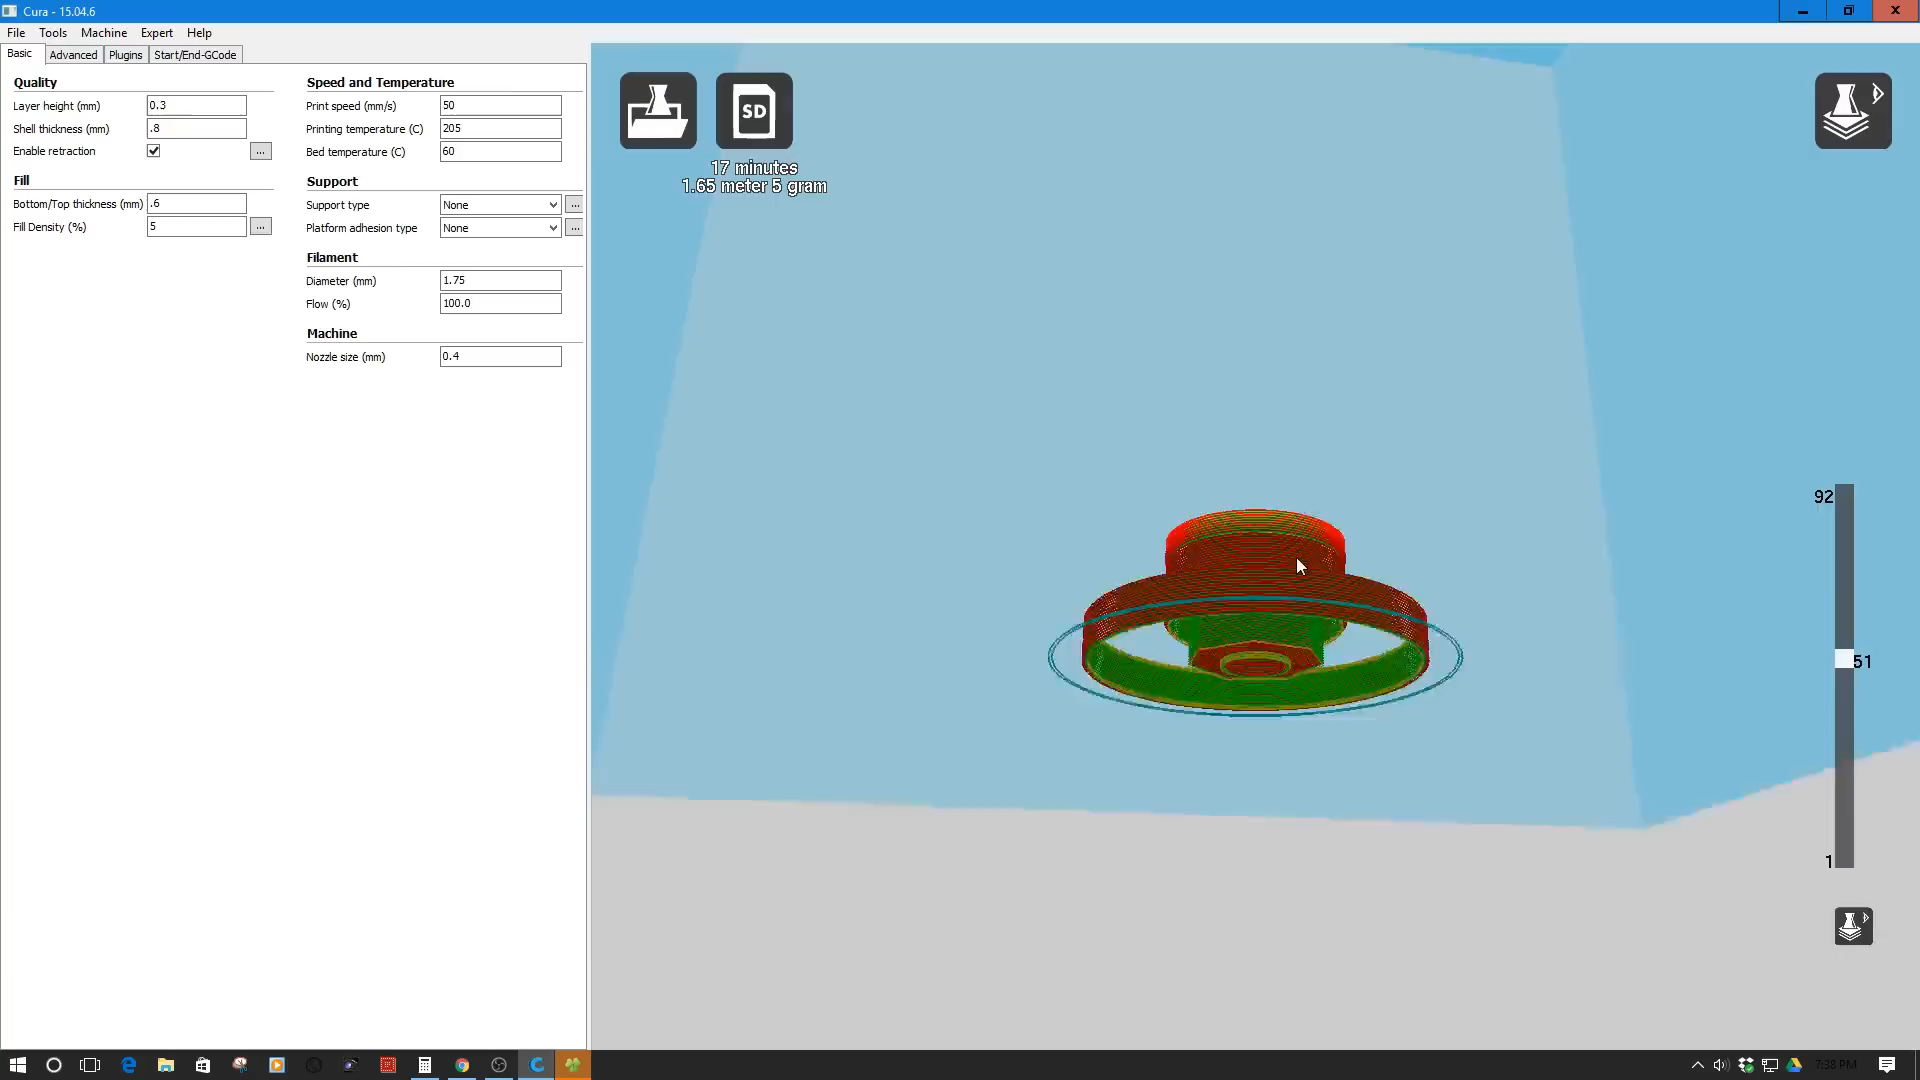 Cura - 15.04.6
File Tools Machine Expert Help
Basic Advanced Plugins Start/End-GCode
Quality
Layer height (mm) 0.3
Shell thickness (mm) .8
Enable retraction ...
Fill
Bottom/Top thickness (mm) .6
Fill Density (%) 5 ...
Speed and Temperature
Print speed (mm/s) 50
Printing temperature (C) 205
Bed temperature (C) 60
Support
Support type None ...
Platform adhesion type None ...
Filament
Diameter (mm) 1.75
Flow (%) 100.0
Machine
Nozzle size (mm) 0.4
SD
17 minutes
1.65 meter 5 gram
92
51
1
7:38 PM